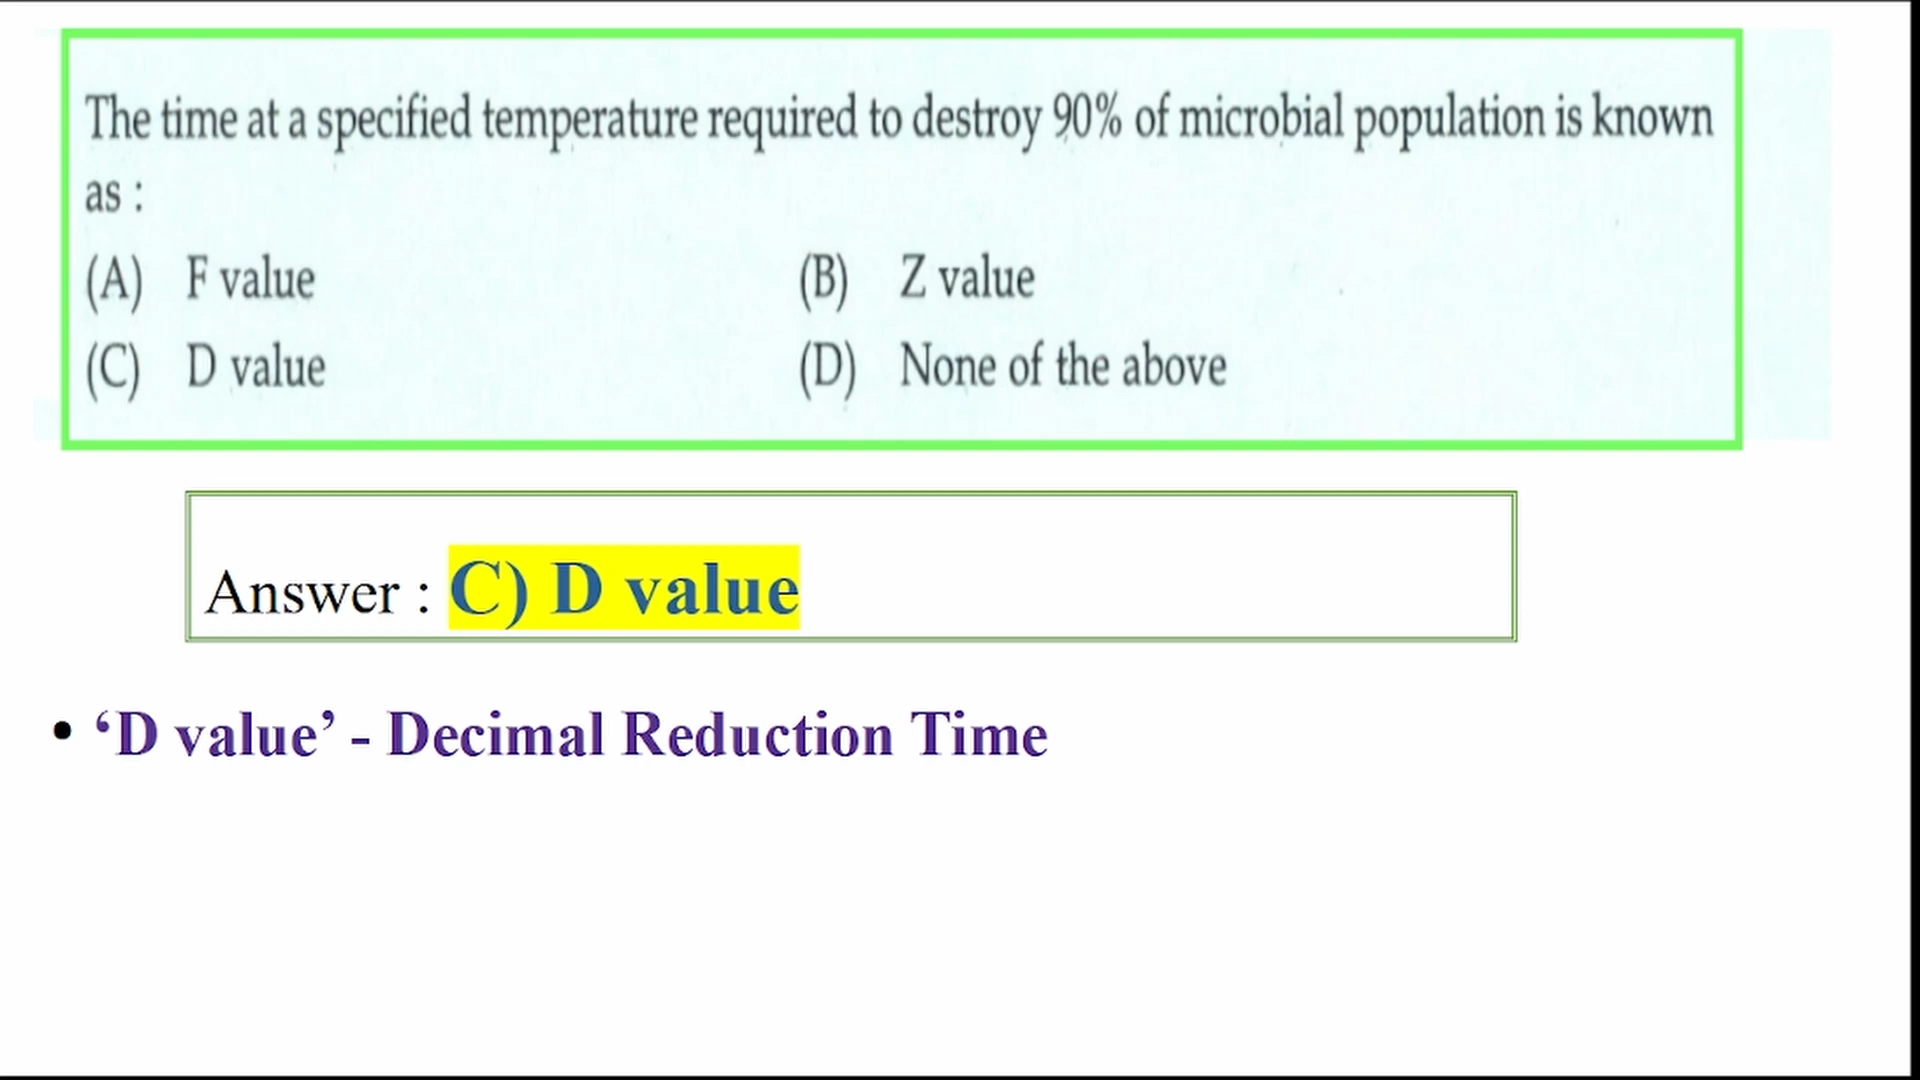 The time at a specified temperature required to destroy 90% of microbial population is known
as :
(A) F value (B) Z value
(C) D value (D) None of the above
Answer : C) D value
• ‘D value’ - Decimal Reduction Time